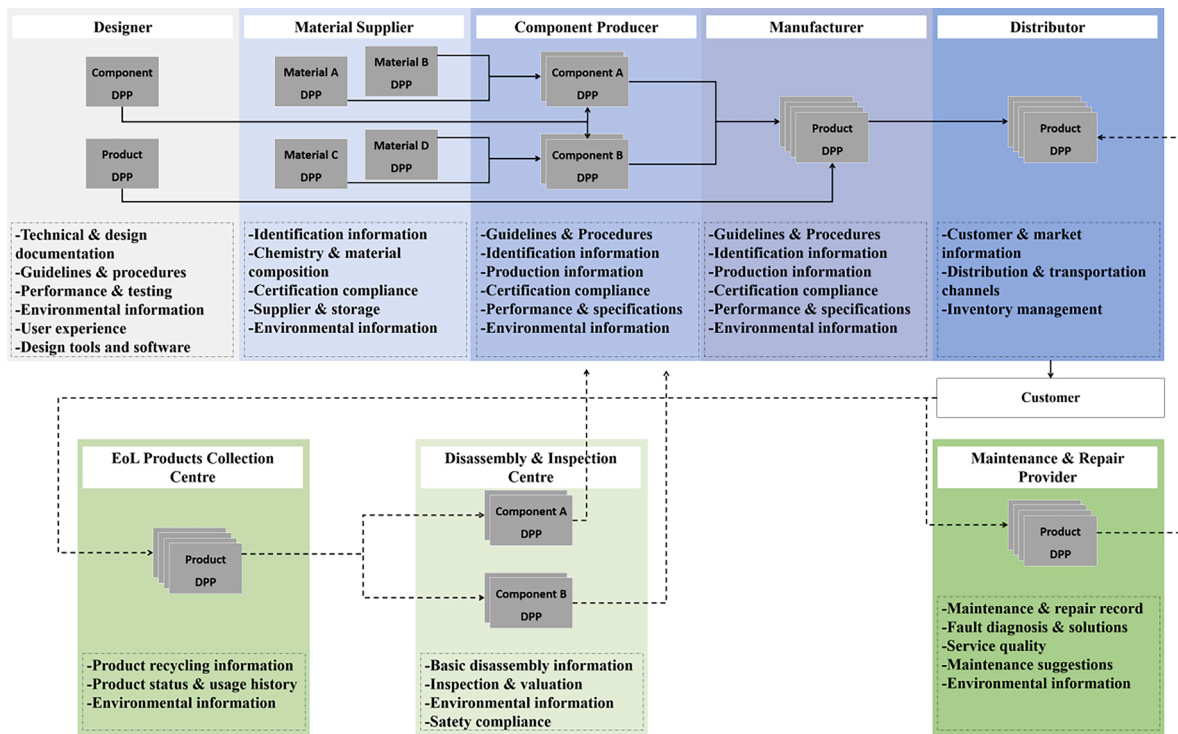 Designer
Material Supplier
Component Producer
Manufacturer
Distributor
Component
DPP
Product
DPP
Material A
DPP
Material B
DPP
Material C
DPP
Material D
DPP
Component A
DPP
Component B
DPP
Product
DPP
Product
DPP
-Technical & design
documentation
-Guidelines & procedures
-Performance & testing
-Environmental information
-User experience
-Design tools and software
-Identification information
-Chemistry & material
composition
-Certification compliance
-Supplier & storage
-Environmental information
-Guidelines & Procedures
-Identification information
-Production information
-Certification compliance
-Performance & specifications
-Environmental information
-Guidelines & Procedures
-Identification information
-Production information
-Certification compliance
-Performance & specifications
-Environmental information
-Customer & market
information
-Distribution & transportation
channels
-Inventory management
Customer
EoL Products Collection
Centre
Product
DPP
-Product recycling information
-Product status & usage history
-Environmental information
Disassembly & Inspection
Centre
Component A
DPP
Component B
DPP
-Basic disassembly information
-Inspection & valuation
-Environmental information
-Satety compliance
Maintenance & Repair
Provider
Product
DPP
-Maintenance & repair record
-Fault diagnosis & solutions
-Service quality
-Maintenance suggestions
-Environmental information